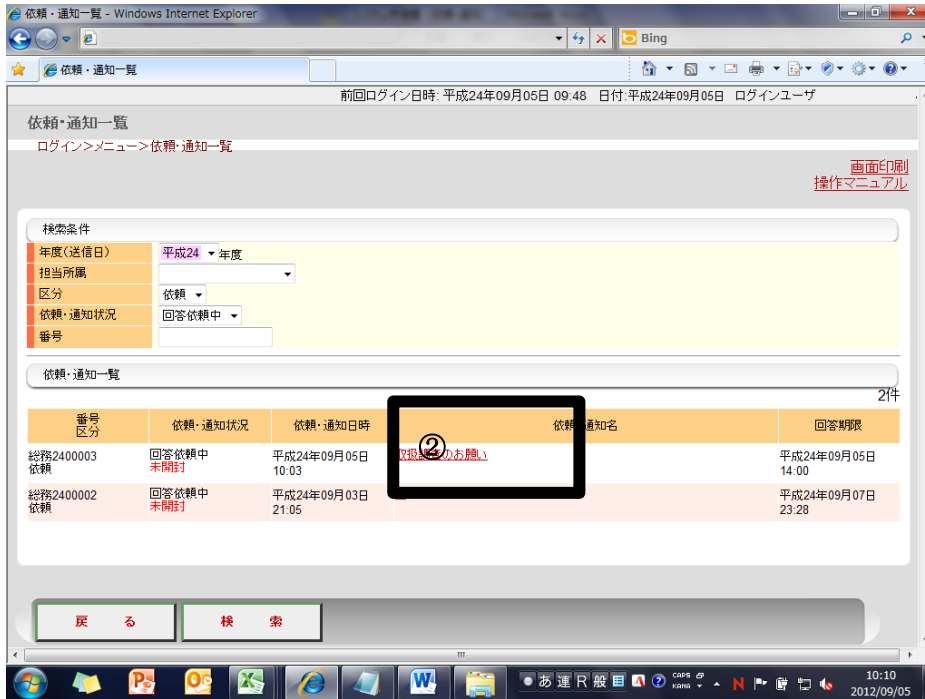 依頼・通知一覧 - Windows Internet Explorer
Bing
依頼・通知一覧
前回ログイン日時: 平成24年09月05日 09:48 日付:平成24年09月05日 ログインユーザ
依頼・通知一覧
ログイン>メニュー>依頼・通知一覧
画面印刷
操作マニュアル
検索条件
年度(送信日) 平成24 年度
担当所属
区分 依頼
依頼・通知状況 回答依頼中
番号
依頼・通知一覧
2件
番号
区分
依頼・通知状況
依頼・通知日時
依頼・通知名
回答期限
総務2400003
依頼
回答依頼中
未開封
平成24年09月05日
10:03
②
のお願い
平成24年09月05日
14:00
総務2400002
依頼
回答依頼中
未開封
平成24年09月03日
21:05
平成24年09月07日
23:28
戻 る
検 索
あ 連 R 般 CAPS KANA
10:10
2012/09/05